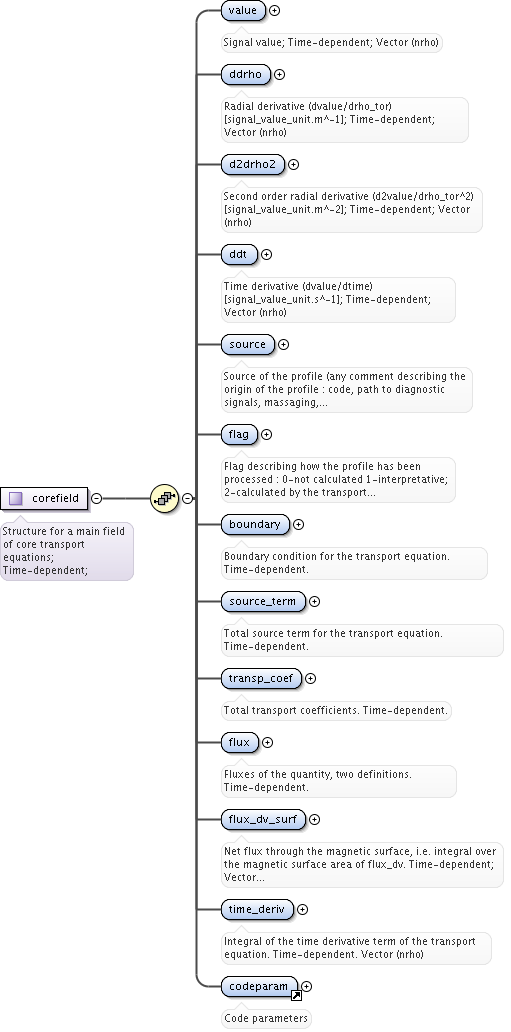 value
Signal value; Time-dependent; Vector (nrho)
ddrho
Radial derivative (dvalue/drho_tor)
[signal_value_unit.m^-1]; Time-dependent;
Vector (nrho)
d2drho2
Second order radial derivative (d2value/drho_tor^2)
[signal_value_unit.m^-2]; Time-dependent; Vector
(nrho)
ddt
Time derivative (dvalue/dtime)
[signal_value_unit.s^-1]; Time-dependent;
Vector (nrho)
source
Source of the profile (any comment describing the
origin of the profile : code, path to diagnostic
signals, massaging,...
flag
Flag describing how the profile has been
processed : 0-not calculated 1-interpretative;
2-calculated by the transport...
corefield
Structure for a main field
of core transport
equations;
Time-dependent;
boundary
Boundary condition for the transport equation.
Time-dependent.
source_term
Total source term for the transport equation.
Time-dependent.
transp_coef
Total transport coefficients. Time-dependent.
flux
Fluxes of the quantity, two definitions.
Time-dependent.
flux_dv_surf
Net flux through the magnetic surface, i.e. integral over
the magnetic surface area of flux_dv. Time-dependent;
Vector...
time_deriv
Integral of the time derivative term of the transport
equation. Time-dependent. Vector (nrho)
codeparam
Code parameters